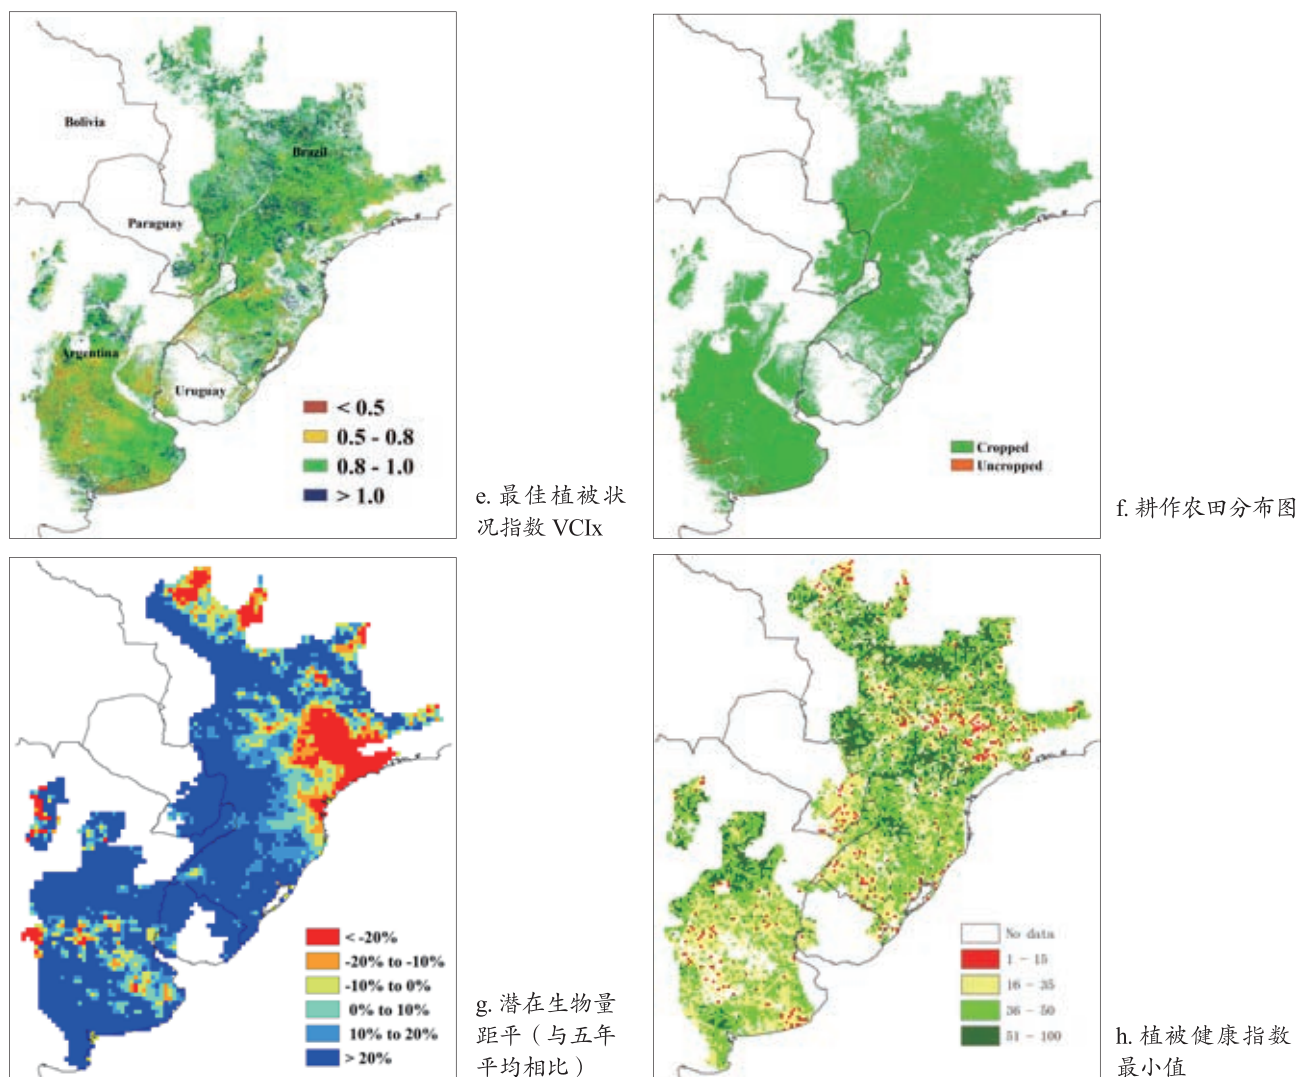 Bolivia
Brazil
Paraguay
Argentina
Uruguay
< 0.5
0.5 - 0.8
0.8 - 1.0
> 1.0
e. 最佳植被状
况指数 VCIx
Cropped
Uncropped
f. 耕作农田分布图
< -20%
-20% to -10%
-10% to 0%
0% to 10%
10% to 20%
> 20%
g. 潜在生物量
距平（与五年
平均相比）
No data
1 - 15
16 - 35
36 - 50
51 - 100
h. 植被健康指数
最小值